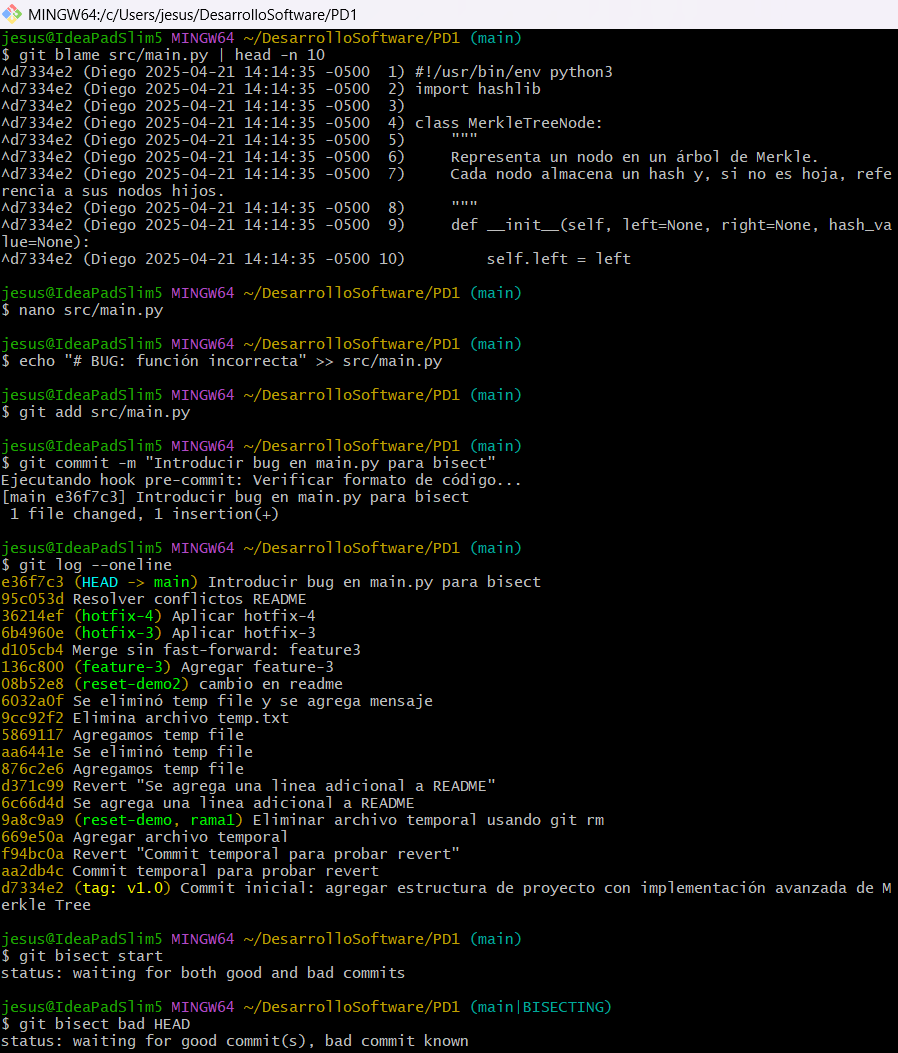 MINGW64:/c/Users/jesus/DesarrolloSoftware/PD1
jesus@IdeaPadSlim5 MINGW64 ~/DesarrolloSoftware/PD1 (main)
$ git blame src/main.py | head -n 10
^d7334e2 (Diego 2025-04-21 14:14:35 -0500  1) #!/usr/bin/env python3
^d7334e2 (Diego 2025-04-21 14:14:35 -0500  2) import hashlib
^d7334e2 (Diego 2025-04-21 14:14:35 -0500  3)
^d7334e2 (Diego 2025-04-21 14:14:35 -0500  4) class MerkleTreeNode:
^d7334e2 (Diego 2025-04-21 14:14:35 -0500  5)     """
^d7334e2 (Diego 2025-04-21 14:14:35 -0500  6)     Representa un nodo en un árbol de Merkle.
^d7334e2 (Diego 2025-04-21 14:14:35 -0500  7)     Cada nodo almacena un hash y, si no es hoja, refe
rencia a sus nodos hijos.
^d7334e2 (Diego 2025-04-21 14:14:35 -0500  8)     """
^d7334e2 (Diego 2025-04-21 14:14:35 -0500  9)     def __init__(self, left=None, right=None, hash_va
lue=None):
^d7334e2 (Diego 2025-04-21 14:14:35 -0500 10)         self.left = left
jesus@IdeaPadSlim5 MINGW64 ~/DesarrolloSoftware/PD1 (main)
$ nano src/main.py
jesus@IdeaPadSlim5 MINGW64 ~/DesarrolloSoftware/PD1 (main)
$ echo "# BUG: función incorrecta" >> src/main.py
jesus@IdeaPadSlim5 MINGW64 ~/DesarrolloSoftware/PD1 (main)
$ git add src/main.py
jesus@IdeaPadSlim5 MINGW64 ~/DesarrolloSoftware/PD1 (main)
$ git commit -m "Introducir bug en main.py para bisect"
Ejecutando hook pre-commit: Verificar formato de código...
[main e36f7c3] Introducir bug en main.py para bisect
 1 file changed, 1 insertion(+)
jesus@IdeaPadSlim5 MINGW64 ~/DesarrolloSoftware/PD1 (main)
$ git log --oneline
e36f7c3 (HEAD -> main) Introducir bug en main.py para bisect
95c053d Resolver conflictos README
36214ef (hotfix-4) Aplicar hotfix-4
6b4960e (hotfix-3) Aplicar hotfix-3
d105cb4 Merge sin fast-forward: feature3
136c800 (feature-3) Agregar feature-3
08b52e8 (reset-demo2) cambio en readme
6032a0f Se eliminó temp file y se agrega mensaje
9cc92f2 Elimina archivo temp.txt
5869117 Agregamos temp file
aa6441e Se eliminó temp file
876c2e6 Agregamos temp file
d371c99 Revert "Se agrega una linea adicional a README"
6c66d4d Se agrega una linea adicional a README
9a8c9a9 (reset-demo, rama1) Eliminar archivo temporal usando git rm
669e50a Agregar archivo temporal
f94bc0a Revert "Commit temporal para probar revert"
aa2db4c Commit temporal para probar revert
d7334e2 (tag: v1.0) Commit inicial: agregar estructura de proyecto con implementación avanzada de M
erkle Tree
jesus@IdeaPadSlim5 MINGW64 ~/DesarrolloSoftware/PD1 (main)
$ git bisect start
status: waiting for both good and bad commits
jesus@IdeaPadSlim5 MINGW64 ~/DesarrolloSoftware/PD1 (main|BISECTING)
$ git bisect bad HEAD
status: waiting for good commit(s), bad commit known